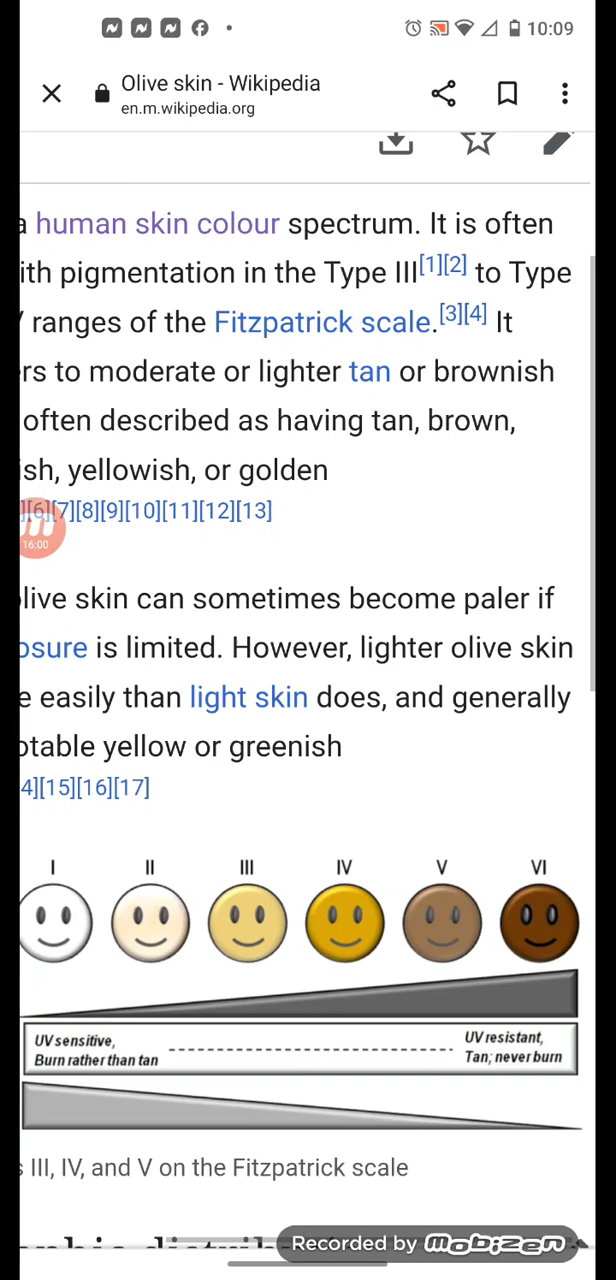 10:09
Olive skin - Wikipedia
en.m.wikipedia.org
a human skin colour spectrum. It is often
ith pigmentation in the Type III[1][2] to Type
ranges of the Fitzpatrick scale.[3][4] It
rs to moderate or lighter tan or brownish
often described as having tan, brown,
ish, yellowish, or golden
][6][7][8][9][10][11][12][13]
16:00
live skin can sometimes become paler if
osure is limited. However, lighter olive skin
e easily than light skin does, and generally
otable yellow or greenish
4][15][16][17]
I II III IV V VI
UV sensitive,
Burn rather than tan
UV resistant,
Tan; never burn
s III, IV, and V on the Fitzpatrick scale
Recorded by mobizen